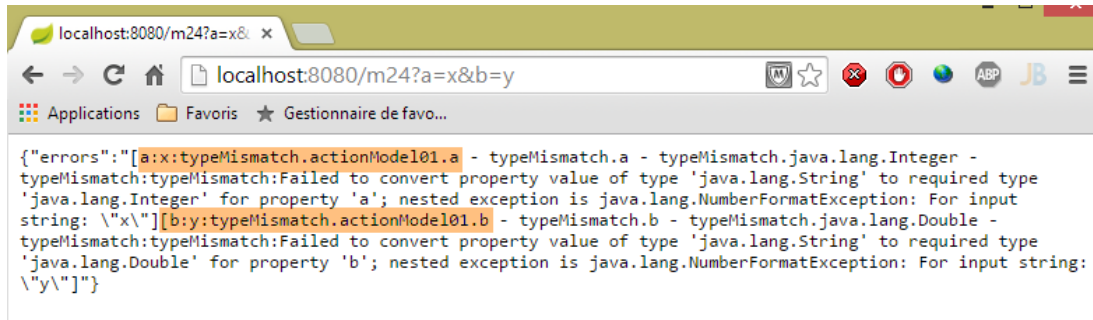 localhost:8080/m24?a=x&
localhost:8080/m24?a=x&b=y
ABP
JB
Applications Favoris Gestionnaire de favo...
{"errors":"[a:x:typeMismatch.actionModel01.a - typeMismatch.a - typeMismatch.java.lang.Integer -
typeMismatch:typeMismatch:Failed to convert property value of type 'java.lang.String' to required type
'java.lang.Integer' for property 'a'; nested exception is java.lang.NumberFormatException: For input
string: \"x\"][b:y:typeMismatch.actionModel01.b - typeMismatch.b - typeMismatch.java.lang.Double -
typeMismatch:typeMismatch:Failed to convert property value of type 'java.lang.String' to required type
'java.lang.Double' for property 'b'; nested exception is java.lang.NumberFormatException: For input string:
\"y\"]"}